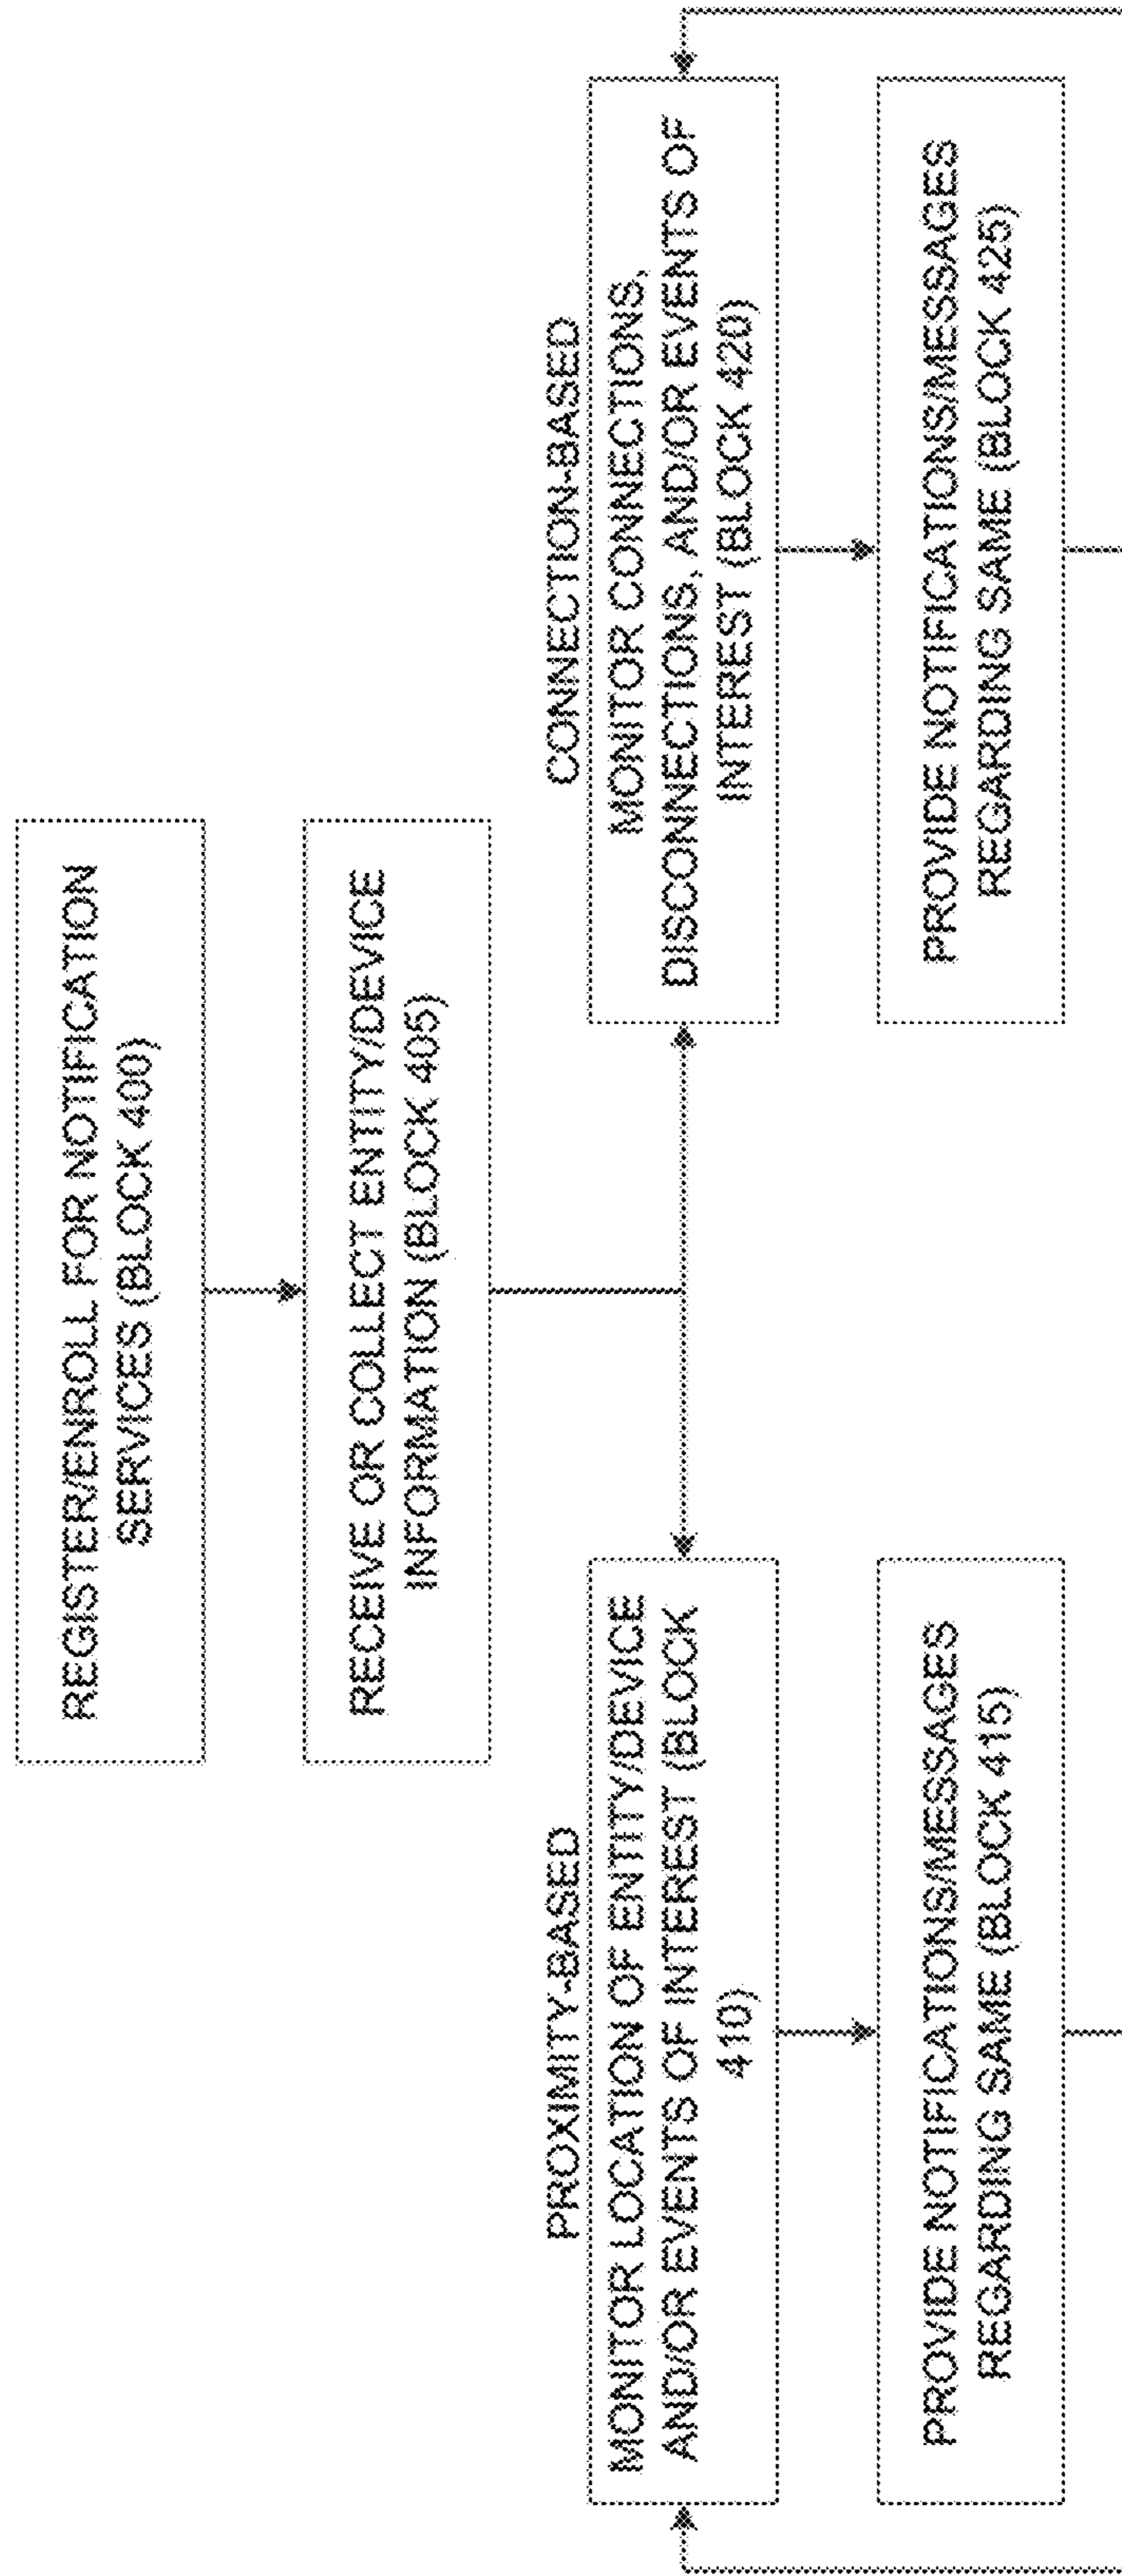 REGISTER/ENROLL FOR NOTIFICATION
SERVICES (BLOCK 400)
RECEIVE OR COLLECT ENTITY/DEVICE
INFORMATION (BLOCK 405)
PROXIMITY-BASED
MONITOR LOCATION OF ENTITY/DEVICE
AND/OR EVENTS OF INTEREST (BLOCK
410)
PROVIDE NOTIFICATIONS/MESSAGES
REGARDING SAME (BLOCK 415)
CONNECTION-BASED
MONITOR CONNECTIONS,
DISCONNECTIONS, AND/OR EVENTS OF
INTEREST (BLOCK 420)
PROVIDE NOTIFICATIONS/MESSAGES
REGARDING SAME (BLOCK 425)